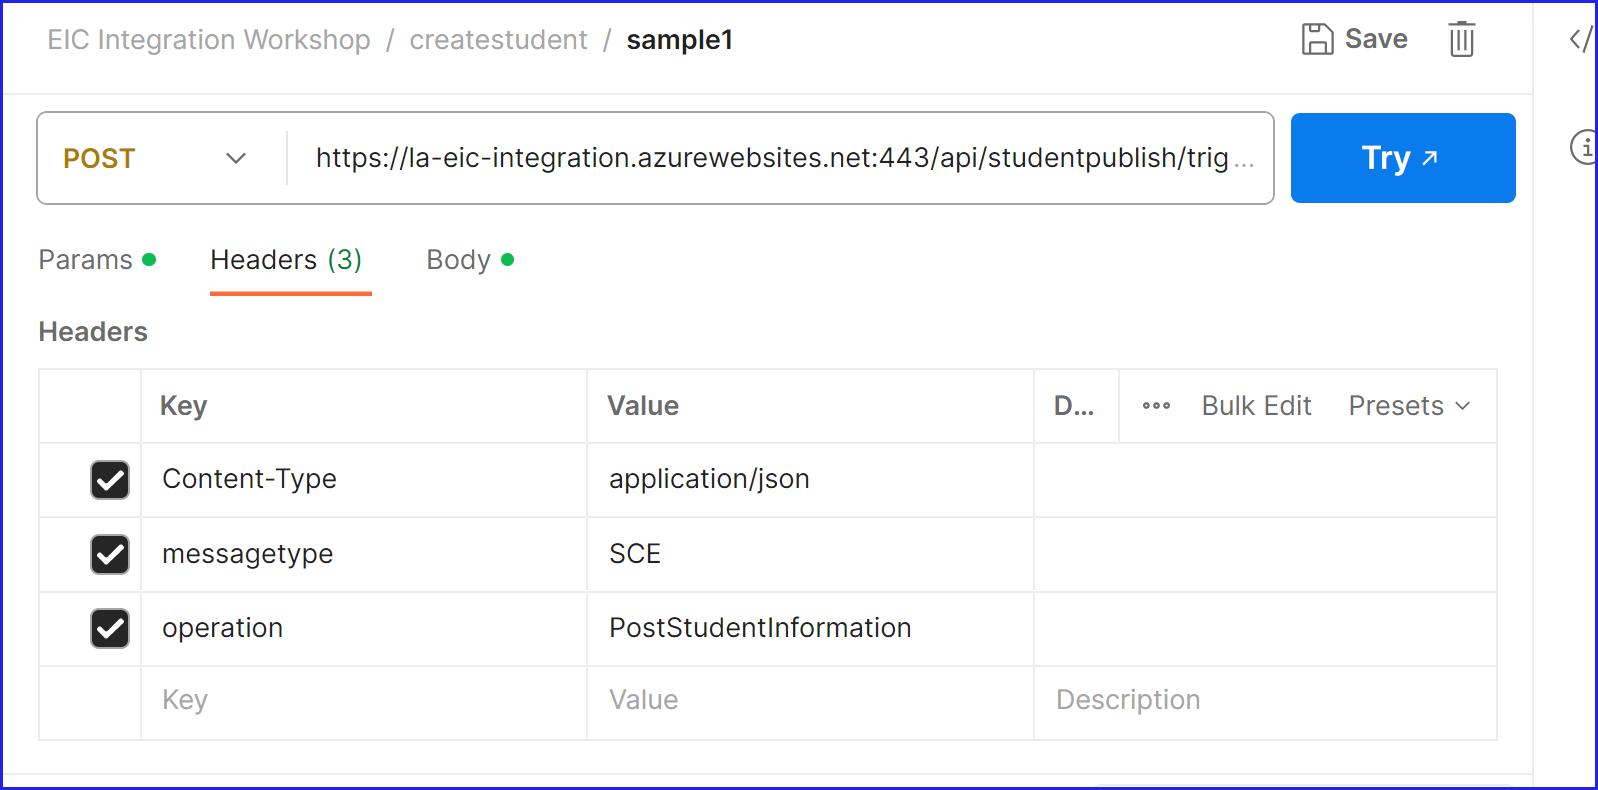 EIC Integration Workshop / createstudent / sample1 Save
POST https://la-eic-integration.azurewebsites.net:443/api/studentpublish/trig... Try
Params Headers (3) Body
Headers
Key Value D... Bulk Edit Presets
Content-Type application/json
messagetype SCE
operation PostStudentInformation
Key Value Description